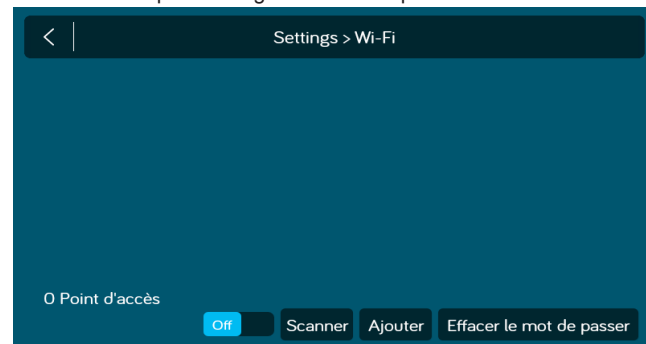 Settings > Wi-Fi
0 Point d'accès
Off Scanner Ajouter Effacer le mot de passer